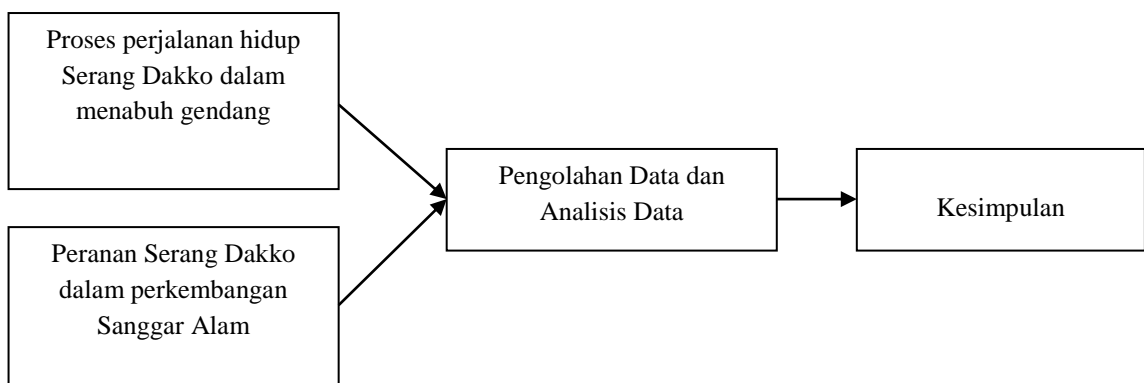 Proses perjalanan hidup
Serang Dakko dalam
menabuh gendang
Peranan Serang Dakko
dalam perkembangan
Sanggar Alam
Pengolahan Data dan
Analisis Data
Kesimpulan